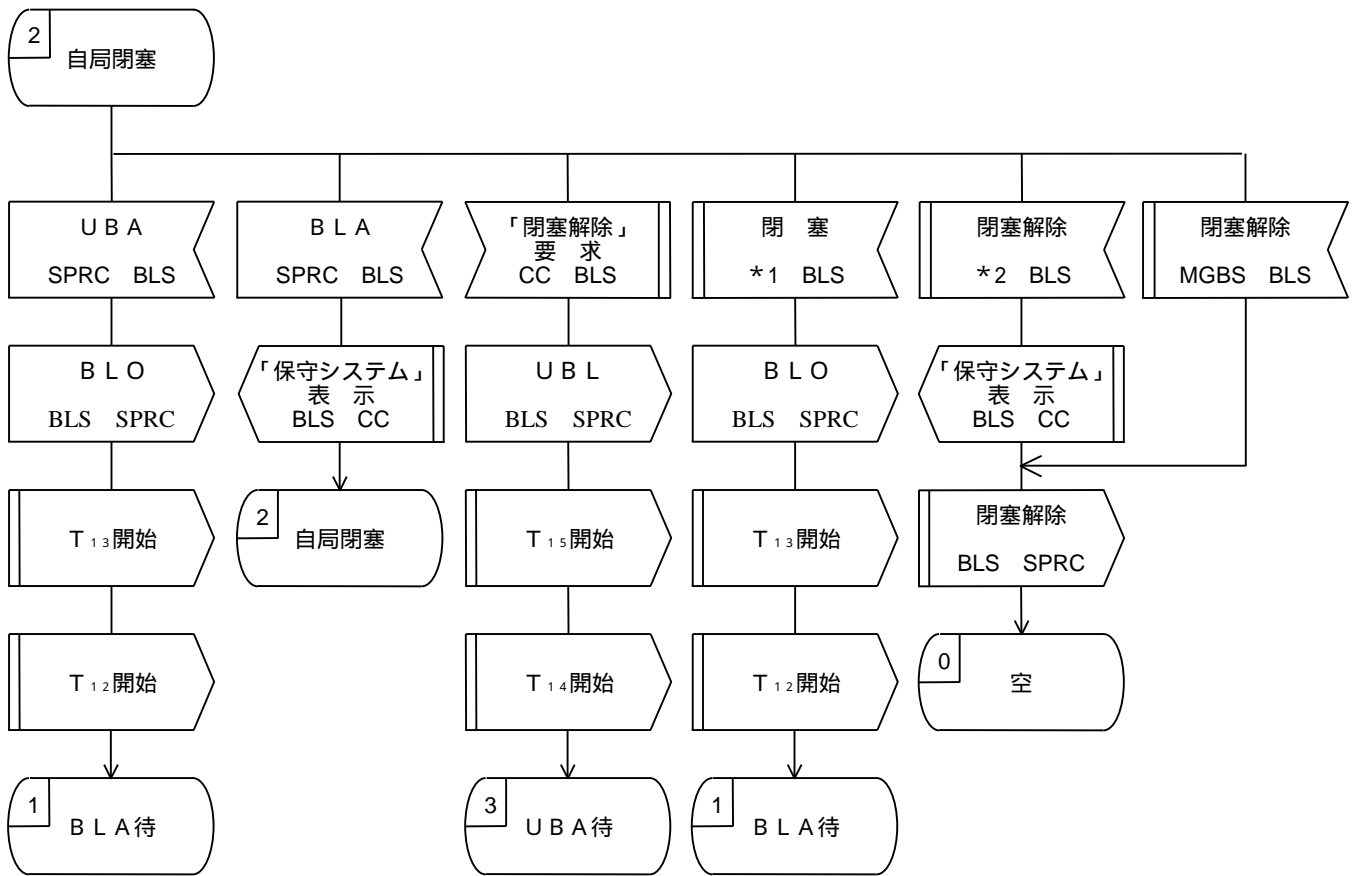 2
自局閉塞
ＵＢＡ
SPRC BLS
ＢＬＡ
SPRC BLS
「閉塞解除」
要 求
CC BLS
閉 塞
*1 BLS
閉塞解除
*2 BLS
閉塞解除
MGBS BLS
ＢＬＯ
BLS SPRC
「保守システム」
表 示
BLS CC
ＵＢＬ
BLS SPRC
ＢＬＯ
BLS SPRC
「保守システム」
表 示
BLS CC
Ｔ１３開始
2
自局閉塞
Ｔ１５開始
Ｔ１３開始
閉塞解除
BLS SPRC
Ｔ１２開始
Ｔ１４開始
Ｔ１２開始
0
空
1
ＢＬＡ待
3
ＵＢＡ待
1
ＢＬＡ待